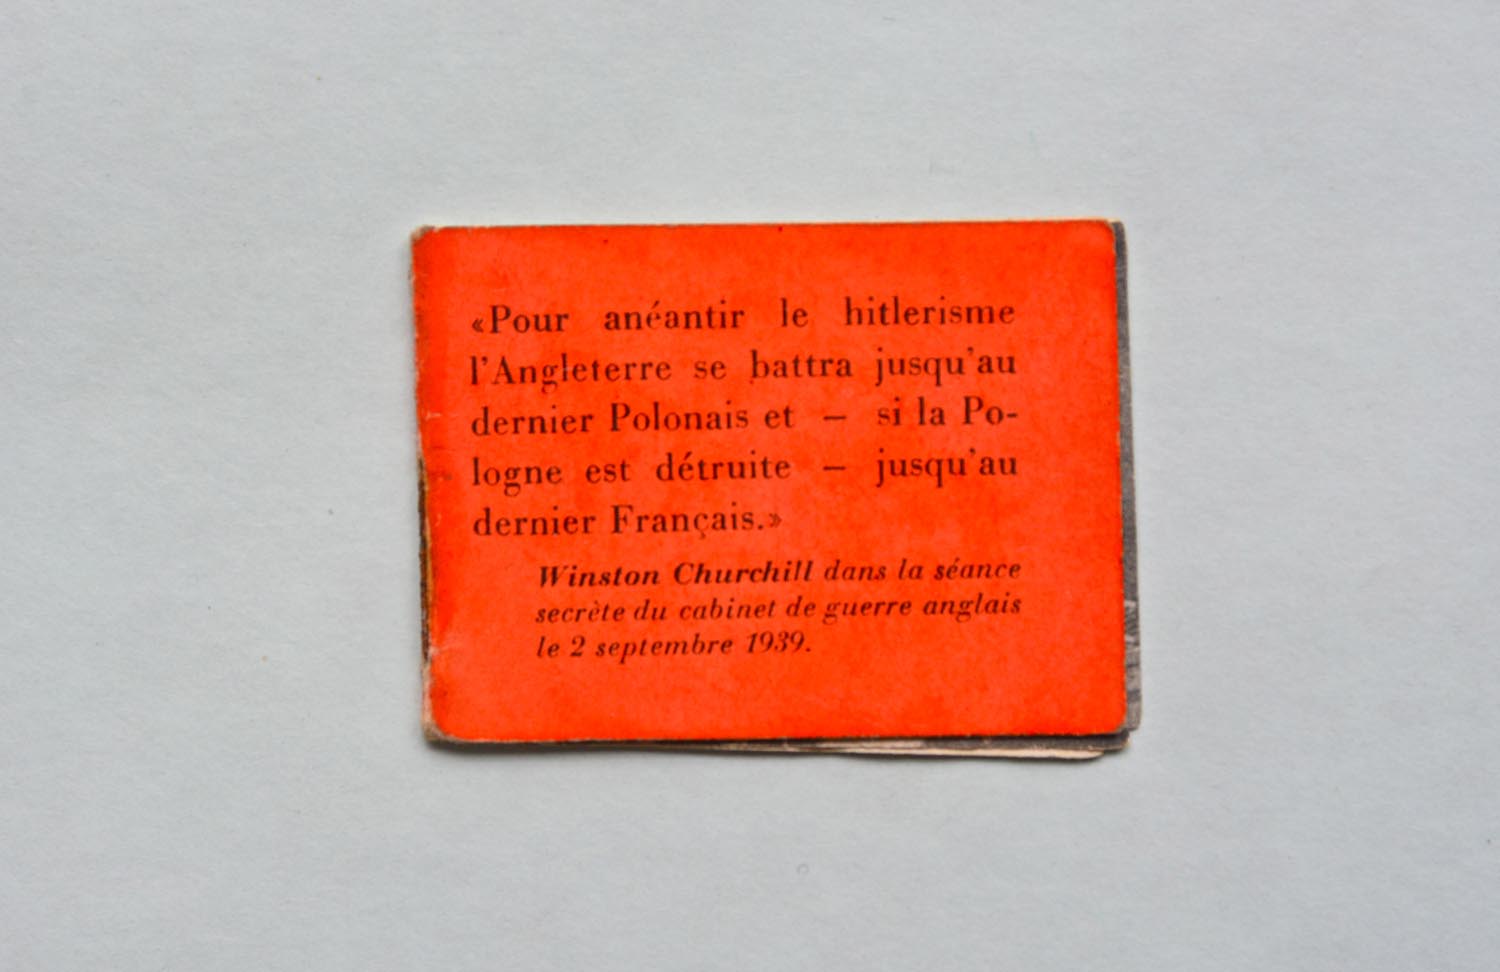 «Pour anéantir le hitlerisme
l'Angleterre se battra jusqu'au
dernier Polonais et – si la Po-
logne est détruite – jusqu'au
dernier Français.»
Winston Churchill dans la séance
secrète du cabinet de guerre anglais
le 2 septembre 1939.